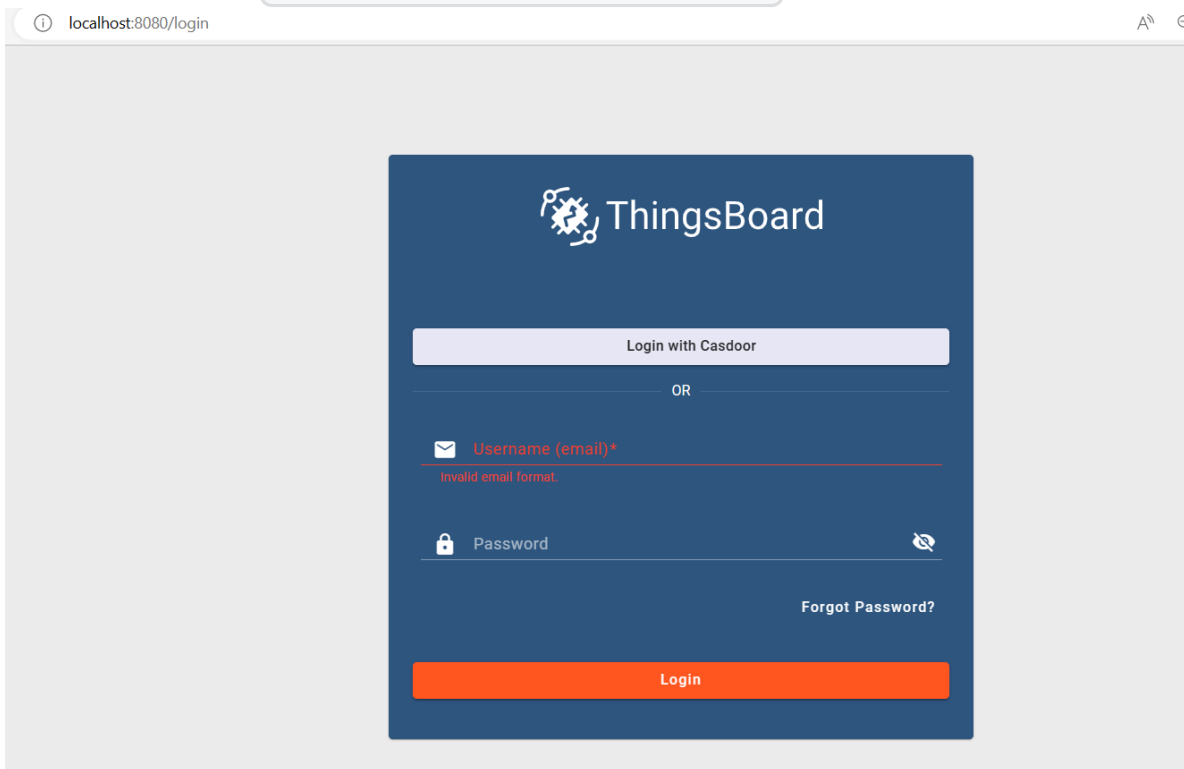 localhost:8080/login
ThingsBoard
Login with Casdoor
OR
Username (email)*
Invalid email format.
Password
Forgot Password?
Login